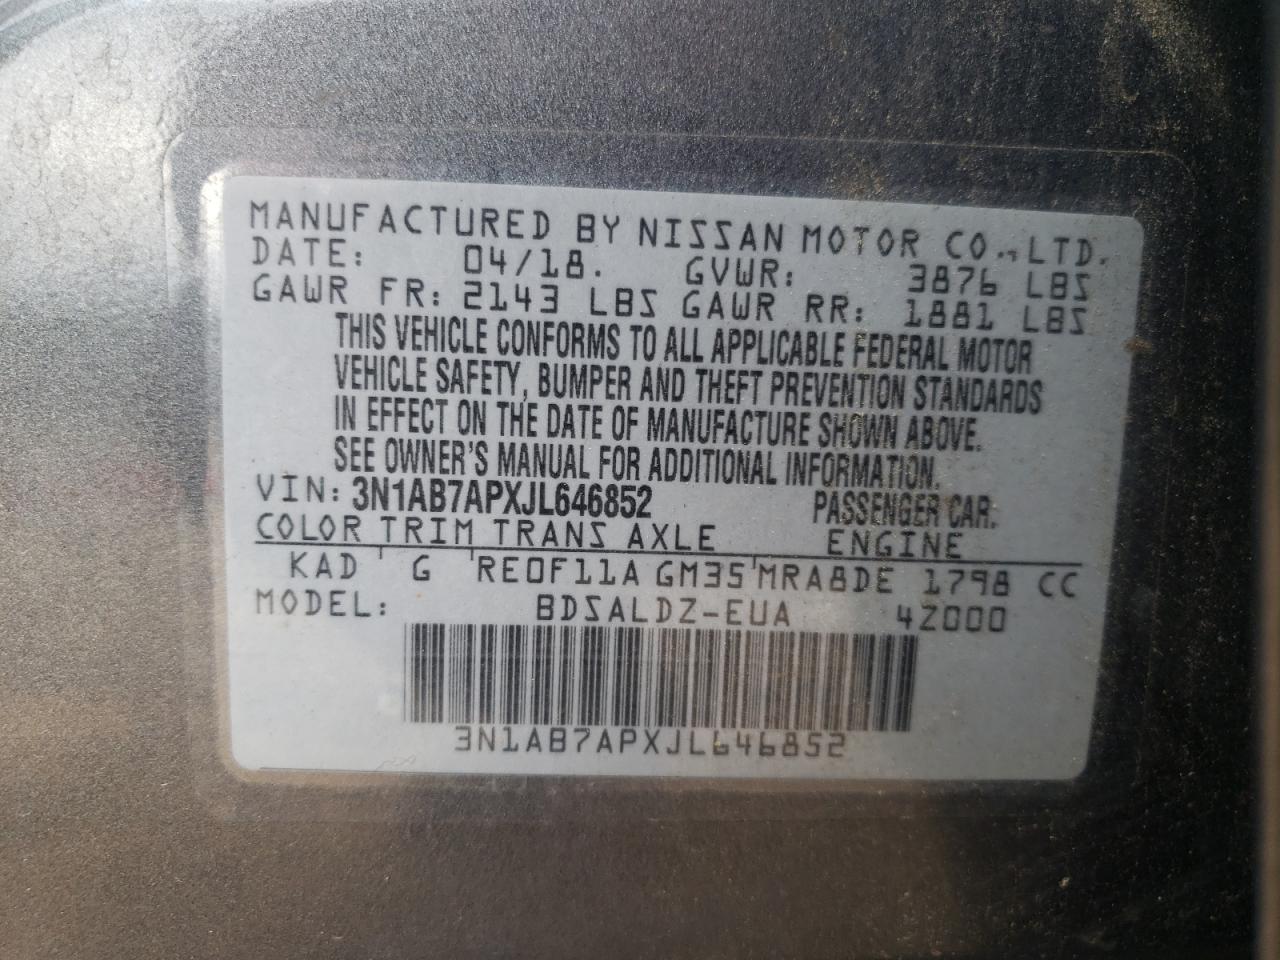 MANUFACTURED BY NISSAN MOTOR CO.,LTD.
DATE: 04/18. GVWR: 3876 LBS
GAWR FR: 2143 LBS GAWR RR: 1881 LBS
THIS VEHICLE CONFORMS TO ALL APPLICABLE FEDERAL MOTOR
VEHICLE SAFETY, BUMPER AND THEFT PREVENTION STANDARDS
IN EFFECT ON THE DATE OF MANUFACTURE SHOWN ABOVE.
SEE OWNER'S MANUAL FOR ADDITIONAL INFORMATION.
VIN: 3N1AB7APXJL646852 PASSENGER CAR.
COLOR TRIM TRANS AXLE ENGINE
KAD G RE0F11A GM35 MRA8DE 1798 CC
MODEL: BDSALDZ-EUA 4Z000
3N1AB7APXJL646852